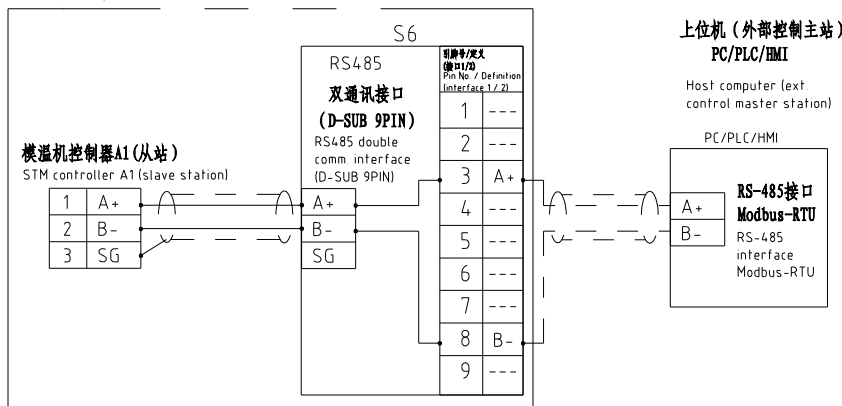 S6
RS485
双通讯接口
(D-SUB 9PIN)
RS485 double
comm. interface
(D-SUB 9PIN)
A+
B-
SG
引脚号/定义
(接口1/2)
Pin No. / Definition
(interface 1 / 2)
1 ---
2 ---
3 A+
4 ---
5 ---
6 ---
7 ---
8 B-
9 ---
模温机控制器A1(从站)
STM controller A1 (slave station)
1 A+
2 B-
3 SG
上位机(外部控制主站)
PC/PLC/HMI
Host computer (ext.
control master station)
PC/PLC/HMI
A+
B-
RS-485接口
Modbus-RTU
RS-485
interface
Modbus-RTU